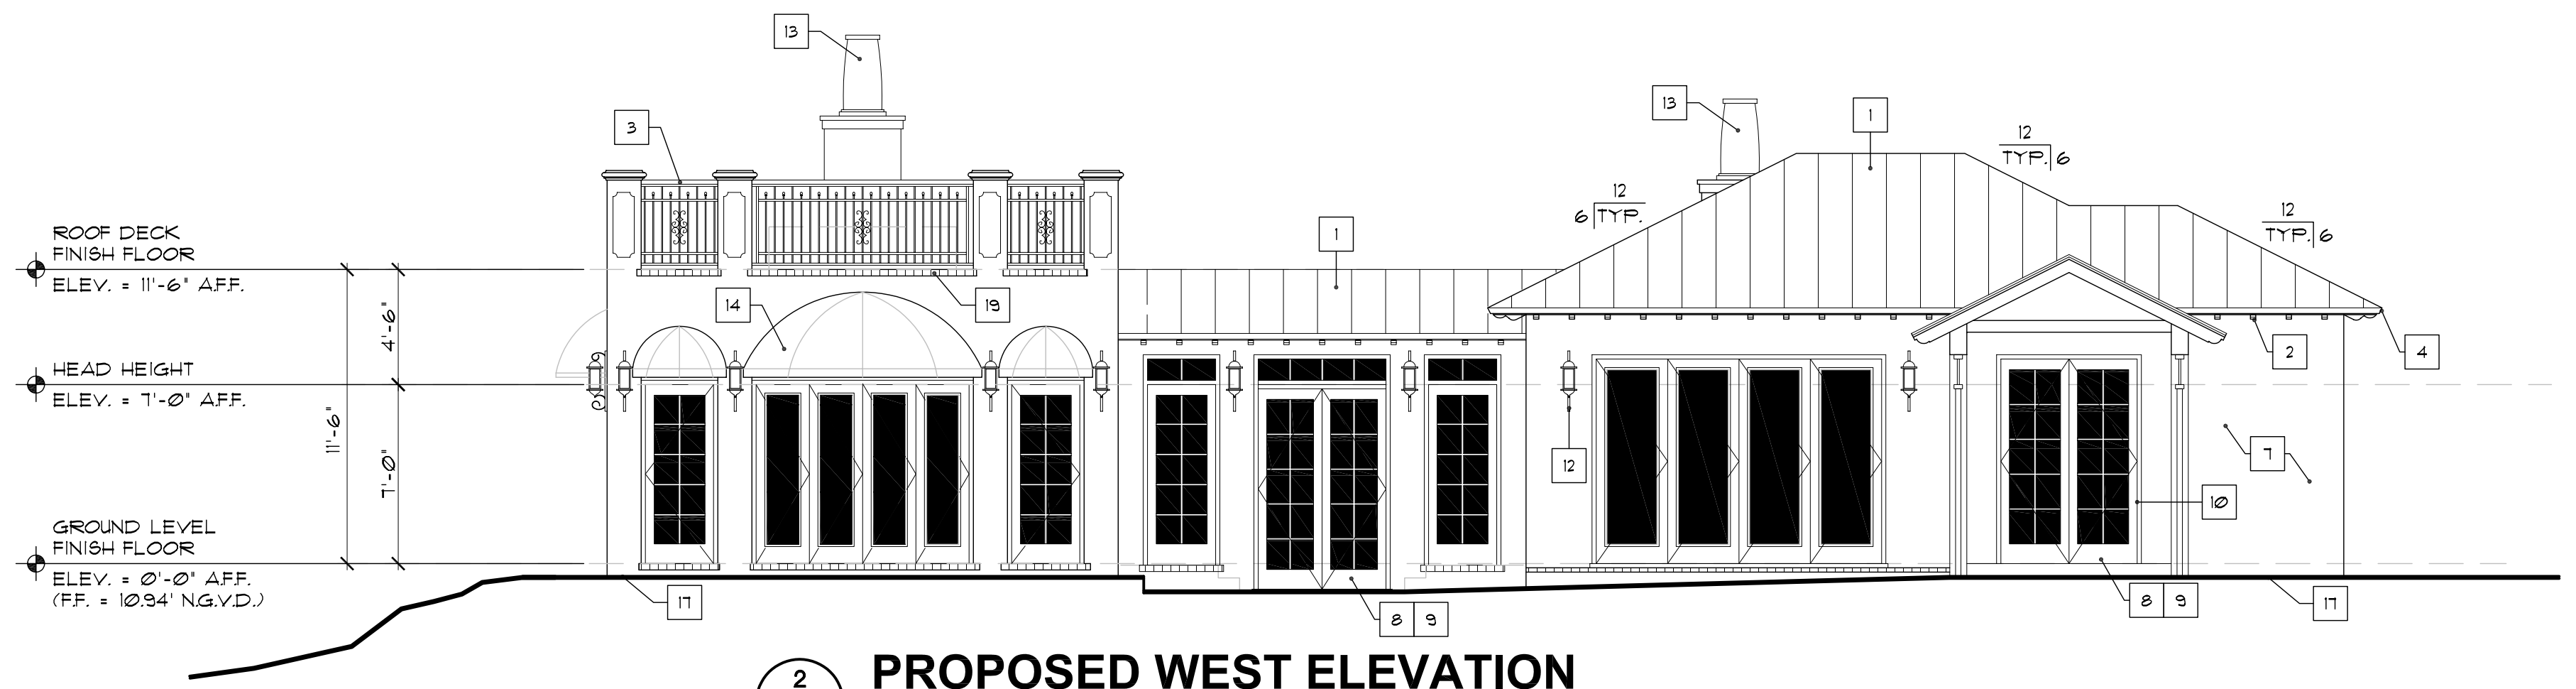 13
13
1
3
12
TYP. 6
12
6 TYP.
12
TYP. 6
1
ROOF DECK
FINISH FLOOR
ELEV. = 11'-6" A.F.F.
14
19
4'-6"
2
4
HEAD HEIGHT
ELEV. = 7'-0" A.F.F.
11'-6"
7'-0"
12
7
10
GROUND LEVEL
FINISH FLOOR
ELEV. = 0'-0" A.F.F.
(F.F. = 10.94' N.G.V.D.)
17
8 9
8 9
17
2
PROPOSED WEST ELEVATION